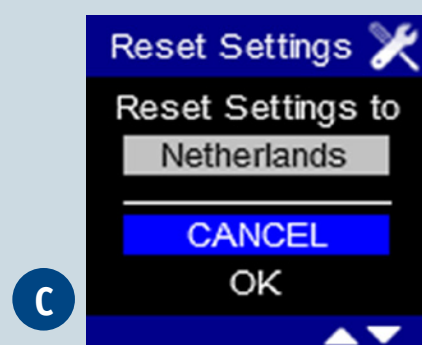 Reset Settings
Reset Settings to
Netherlands
CANCEL
OK
C